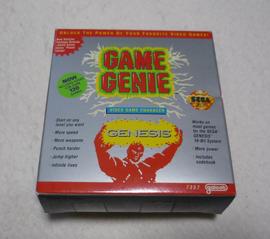 UNLOCK THE POWER OF YOUR FAVORITE VIDEO GAMES!
GAME
GENIE
NOW
SEGA
VIDEO GAME ENHANCER
GENESIS
Start on any
level you want
• More speed
• More weapons
• Punch harder
• Jump higher
• Infinite lives
Works on
most games
for the
SEGA
GENESIS
16-Bit System
• More power
• Includes
codebook
7357
galoob